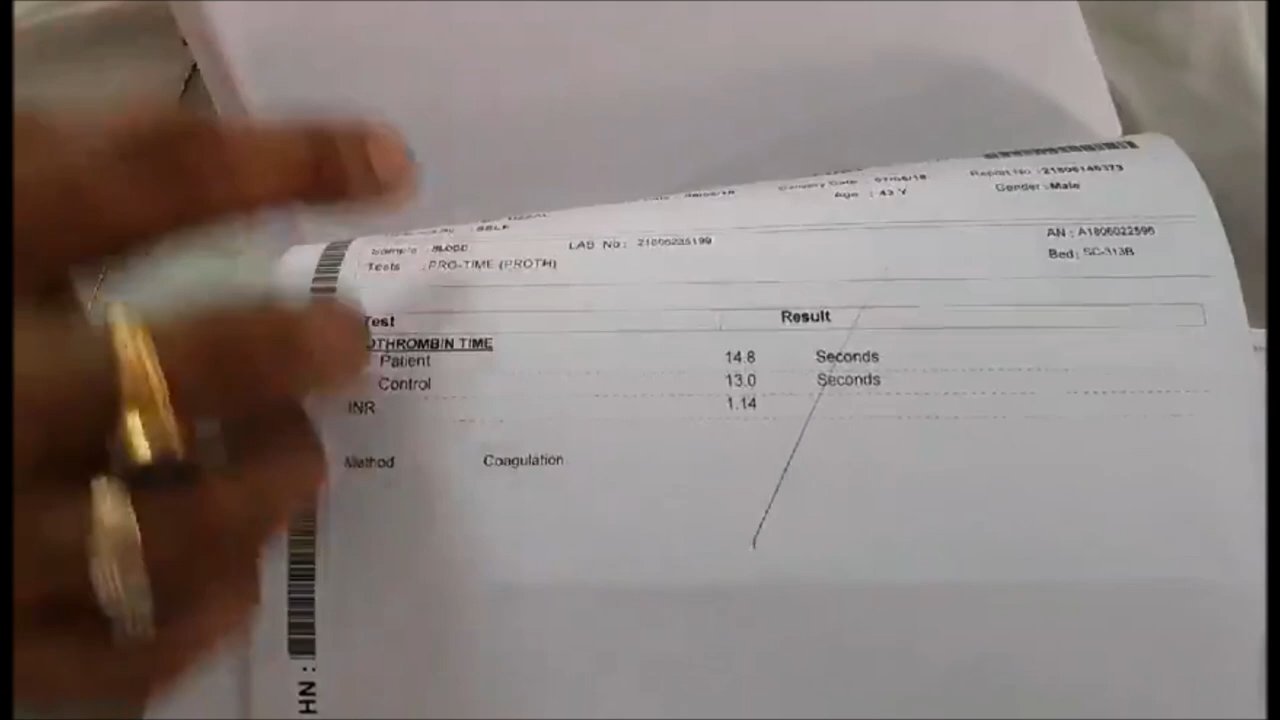 Report No : 21806146373
Age : 43 Y Gender : Male
: SELF
Sample : BLOOD LAB No : AN : A1806022596
Tests : PRO-TIME (PROTH) Bed : SC-313B
Test Result
OTHROMBIN TIME
Patient 14.8 Seconds
Control 13.0 Seconds
INR 1.14
Method Coagulation
HN :